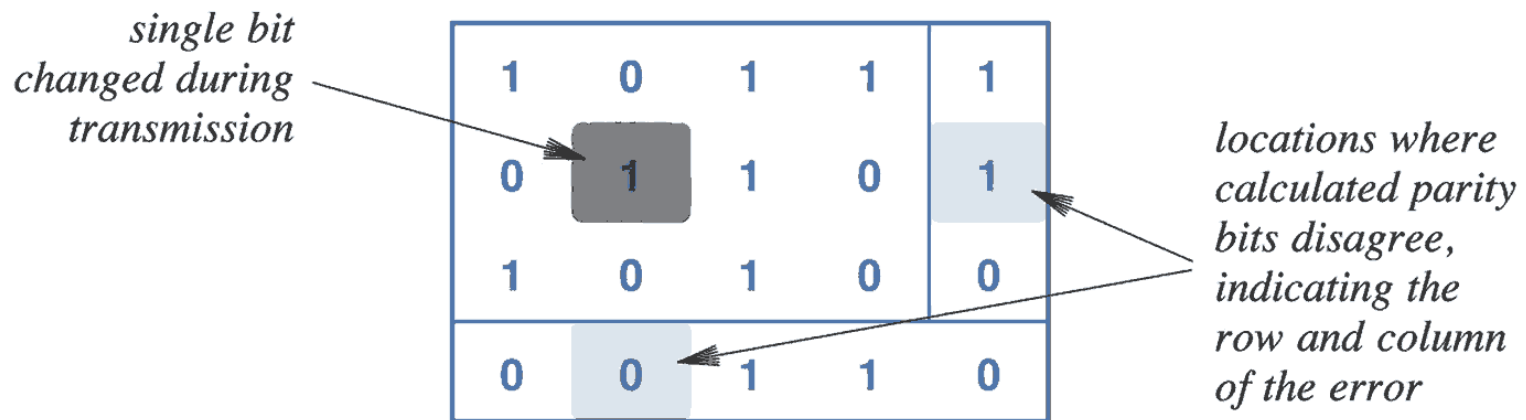 single bit
changed during
transmission
1 0 1 1 1
0 1 1 0 1
1 0 1 0 0
0 0 1 1 0
locations where
calculated parity
bits disagree,
indicating the
row and column
of the error